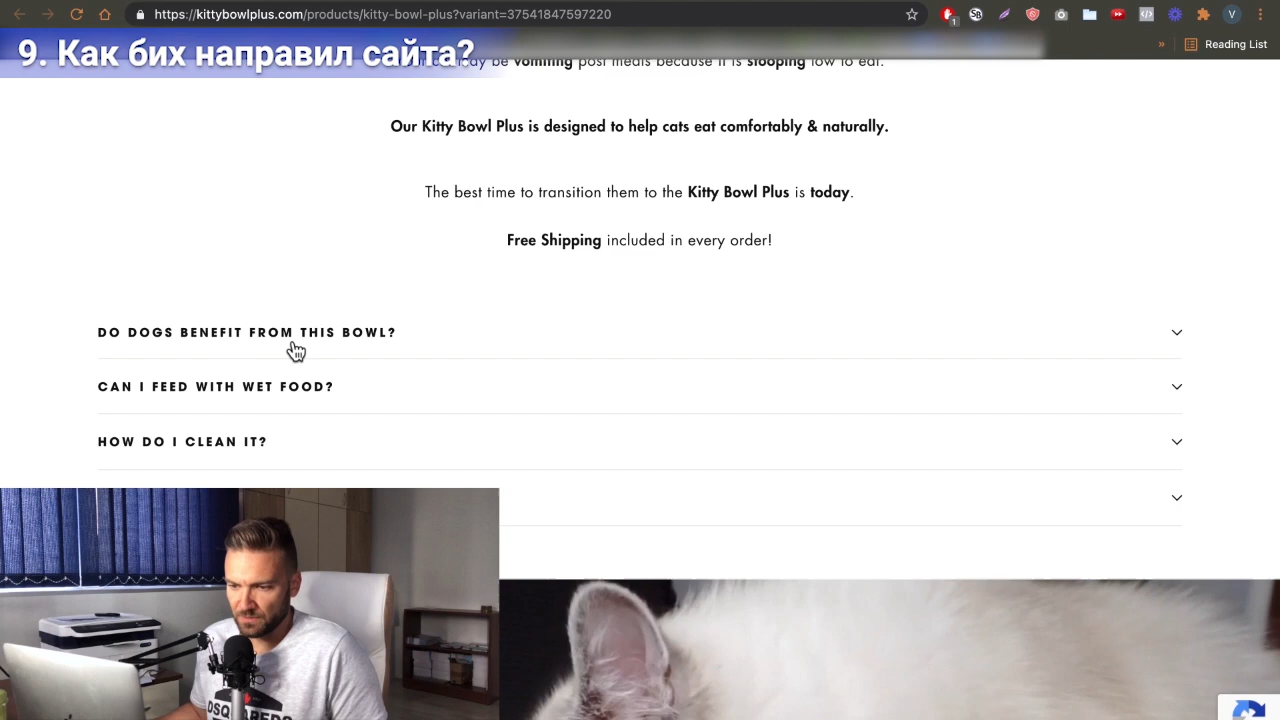 https://kittybowlplus.com/products/kitty-bowl-plus?variant=37541847597220
1
V
» Reading List
9. Как бих направил сайта?
be vomiting post meals because it is stooping low to eat.
Our Kitty Bowl Plus is designed to help cats eat comfortably & naturally.
The best time to transition them to the Kitty Bowl Plus is today.
Free Shipping included in every order!
DO DOGS BENEFIT FROM THIS BOWL?
CAN I FEED WITH WET FOOD?
HOW DO I CLEAN IT?